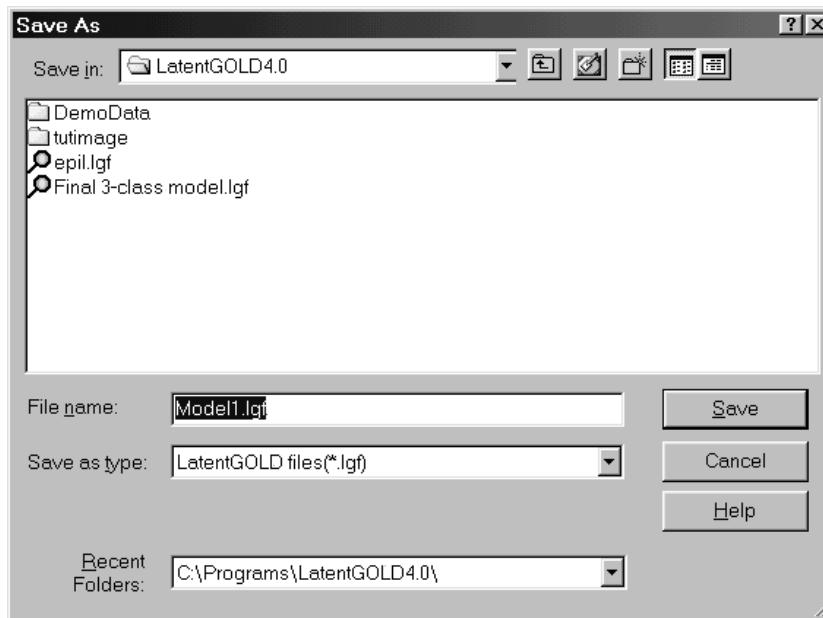 Save As
Save in: LatentGOLD4.0
DemoData
tutimage
epil.lgf
Final 3-class model.lgf
File name: Model1.lgf Save
Save as type: LatentGOLD files(*.lgf) Cancel
Help
Recent
Folders: C:\Programs\LatentGOLD4.0\